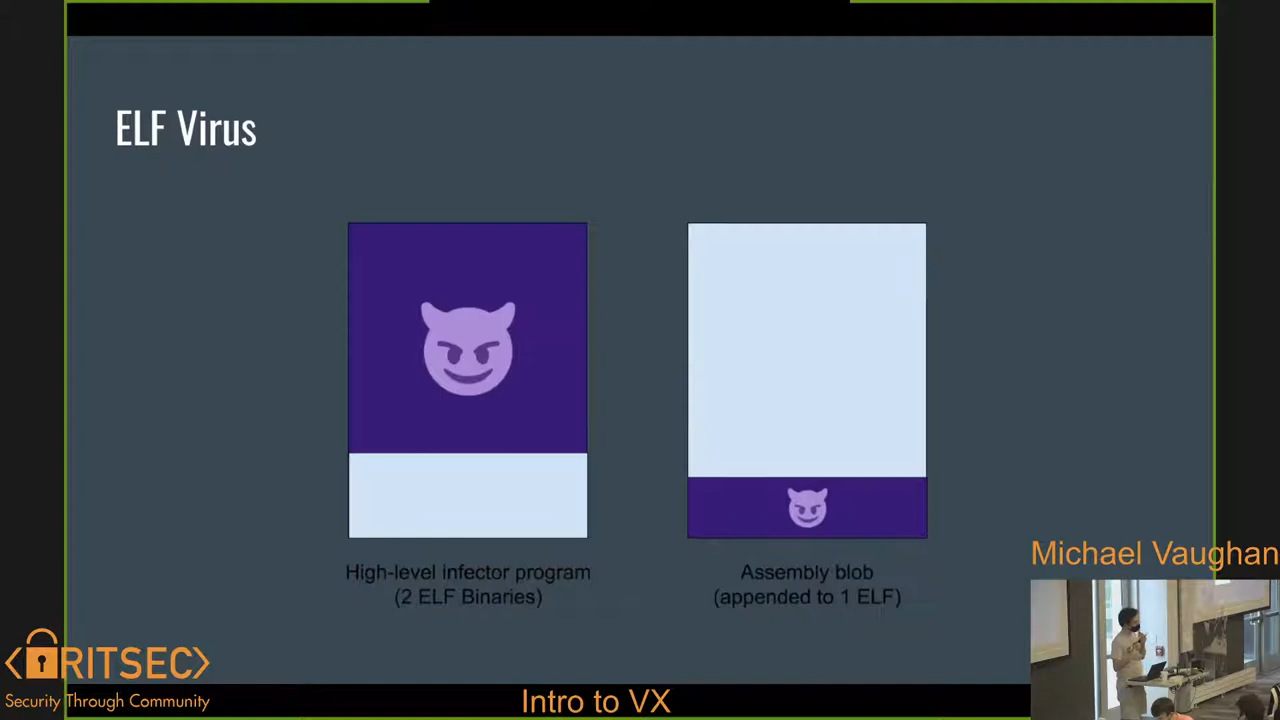 ELF Virus
High-level infector program
(2 ELF Binaries)
Assembly blob
(appended to 1 ELF)
Michael Vaughan
RITSEC
Security Through Community
Intro to VX